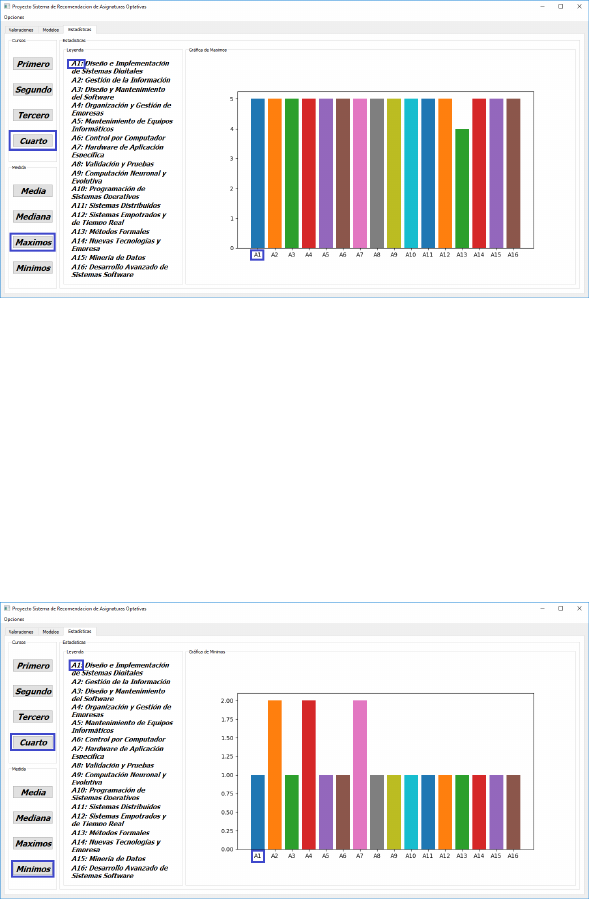 Proyecto Sistema de Recomendacion de Asignaturas Optativas
Opciones
Valoraciones Modelos Estadísticas
Cursos
Primero
Segundo
Tercero
Cuarto
Medida
Media
Mediana
Maximos
Minimos
Estadísticas
Leyenda
A1: Diseño e Implementación
de Sistemas Digitales
A2: Gestión de la Información
A3: Diseño y Mantenimiento
del Software
A4: Organización y Gestión de
Empresas
A5: Mantenimiento de Equipos
Informáticos
A6: Control por Computador
A7: Hardware de Aplicación
Específica
A8: Validación y Pruebas
A9: Computación Neuronal y
Evolutiva
A10: Programación de
Sistemas Operativos
A11: Sistemas Distribuidos
A12: Sistemas Empotrados y
de Tiempo Real
A13: Métodos Formales
A14: Nuevas Tecnologías y
Empresa
A15: Minería de Datos
A16: Desarrollo Avanzado de
Sistemas Software
Gráfica de Maximos
5
4
3
2
1
0
A1 A2 A3 A4 A5 A6 A7 A8 A9 A10 A11 A12 A13 A14 A15 A16
Proyecto Sistema de Recomendacion de Asignaturas Optativas
Opciones
Valoraciones Modelos Estadísticas
Cursos
Primero
Segundo
Tercero
Cuarto
Medida
Media
Mediana
Maximos
Minimos
Estadísticas
Leyenda
A1: Diseño e Implementación
de Sistemas Digitales
A2: Gestión de la Información
A3: Diseño y Mantenimiento
del Software
A4: Organización y Gestión de
Empresas
A5: Mantenimiento de Equipos
Informáticos
A6: Control por Computador
A7: Hardware de Aplicación
Específica
A8: Validación y Pruebas
A9: Computación Neuronal y
Evolutiva
A10: Programación de
Sistemas Operativos
A11: Sistemas Distribuidos
A12: Sistemas Empotrados y
de Tiempo Real
A13: Métodos Formales
A14: Nuevas Tecnologías y
Empresa
A15: Minería de Datos
A16: Desarrollo Avanzado de
Sistemas Software
Gráfica de Minimos
2.00
1.75
1.50
1.25
1.00
0.75
0.50
0.25
0.00
A1 A2 A3 A4 A5 A6 A7 A8 A9 A10 A11 A12 A13 A14 A15 A16